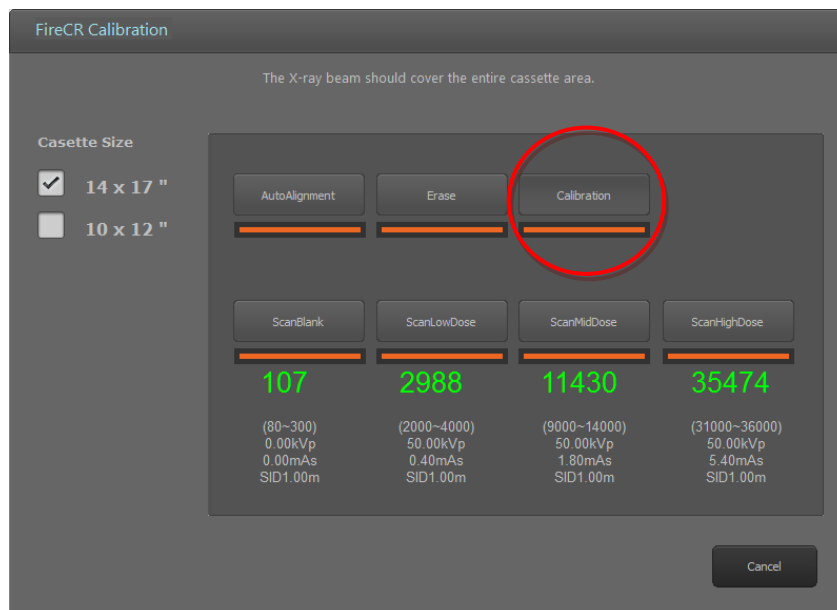 FireCR Calibration
The X-ray beam should cover the entire cassette area.
Casette Size
14 x 17 "
10 x 12 "
AutoAlignment Erase Calibration
ScanBlank ScanLowDose ScanMidDose ScanHighDose
107 2988 11430 35474
(80~300) (2000~4000) (9000~14000) (31000~36000)
0.00kVp 50.00kVp 50.00kVp 50.00kVp
0.00mAs 0.40mAs 1.80mAs 5.40mAs
SID1.00m SID1.00m SID1.00m SID1.00m
Cancel